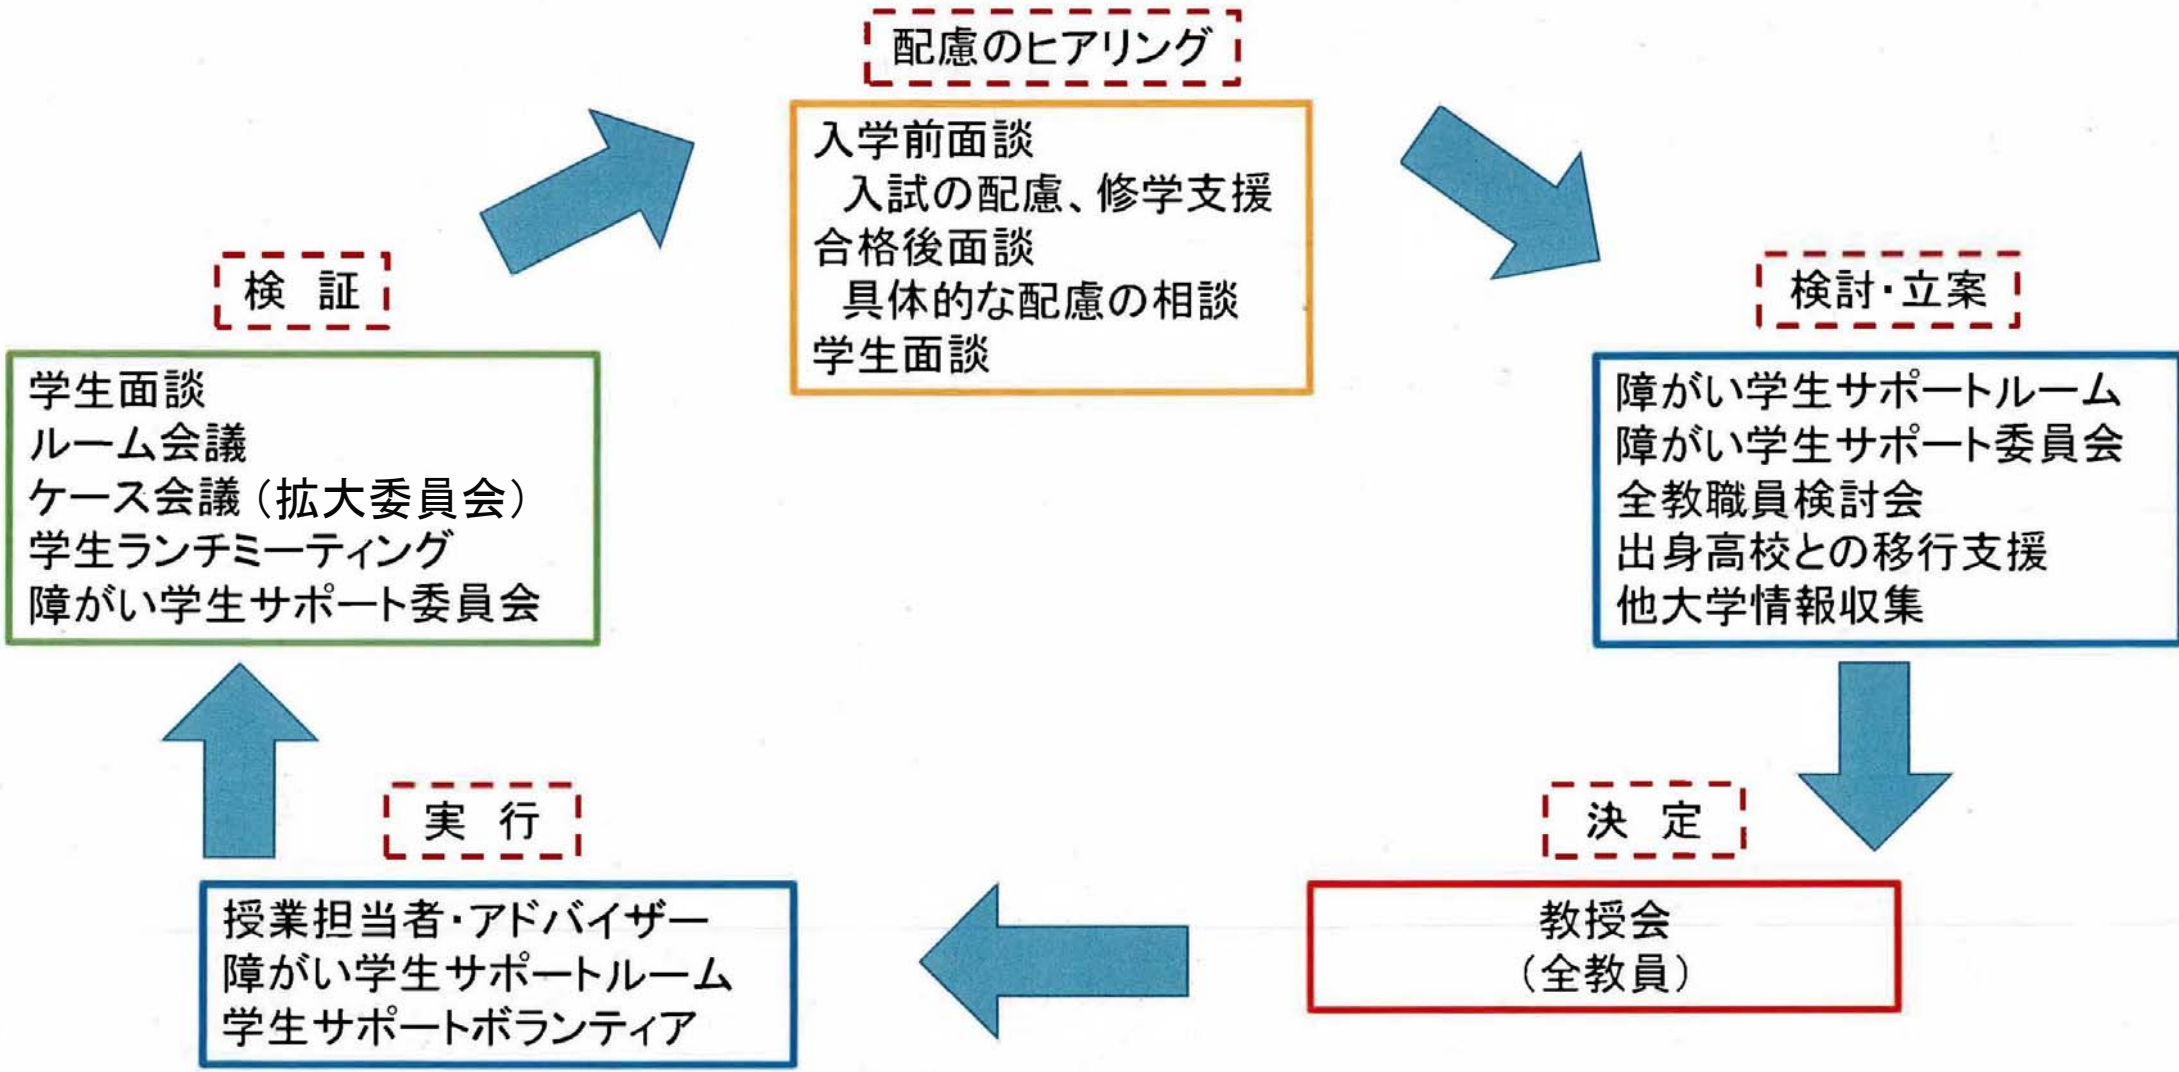 配慮のヒアリング
入学前面談
入試の配慮、修学支援
合格後面談
具体的な配慮の相談
学生面談
検討・立案
障がい学生サポートルーム
障がい学生サポート委員会
全教職員検討会
出身高校との移行支援
他大学情報収集
決 定
教授会
（全教員）
実 行
授業担当者・アドバイザー
障がい学生サポートルーム
学生サポートボランティア
検 証
学生面談
ルーム会議
ケース会議（拡大委員会）
学生ランチミーティング
障がい学生サポート委員会